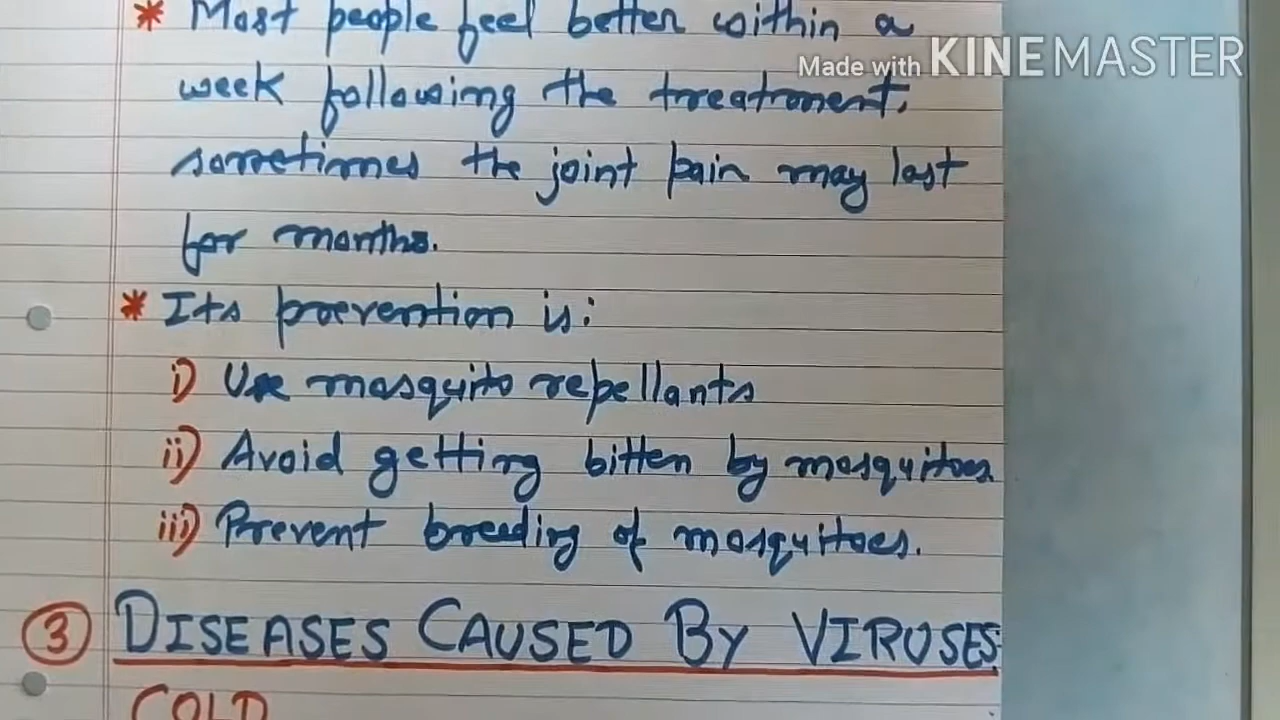 * Most people feel better within a
Made with KINEMASTER
week following the treatment,
sometimes the joint pain may last
for months.
* Its prevention is:
i) Use mosquito repellants
ii) Avoid getting bitten by mosquitoes.
iii) Prevent breeding of mosquitoes.
3 DISEASES CAUSED BY VIRUSES:
COLD